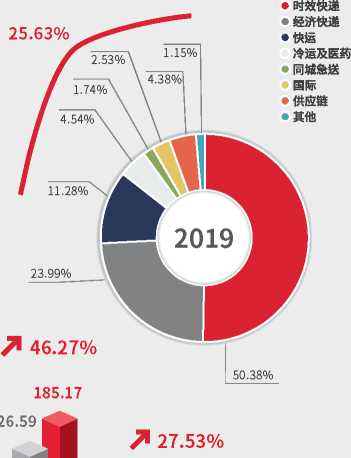 25.63%
时效快递
经济快递
快运
冷运及医药
同城急送
国际
供应链
其他
1.15%
2.53%
4.38%
1.74%
4.54%
11.28%
2019
23.99%
50.38%
46.27%
185.17
26.59
27.53%